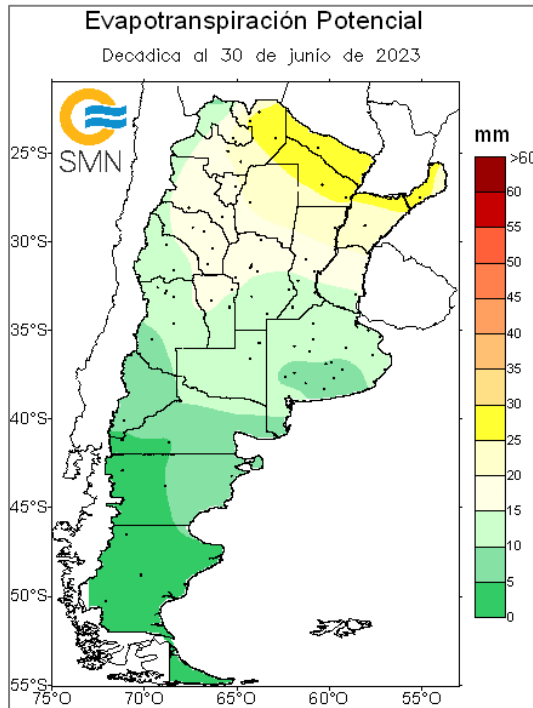 Evapotranspiración Potencial
Decádica al 30 de junio de 2023
SMN
mm
>60
60
55
50
45
40
35
30
25
20
15
10
5
0
25°S
30°S
35°S
40°S
45°S
50°S
55°S
75°O 70°O 65°O 60°O 55°O